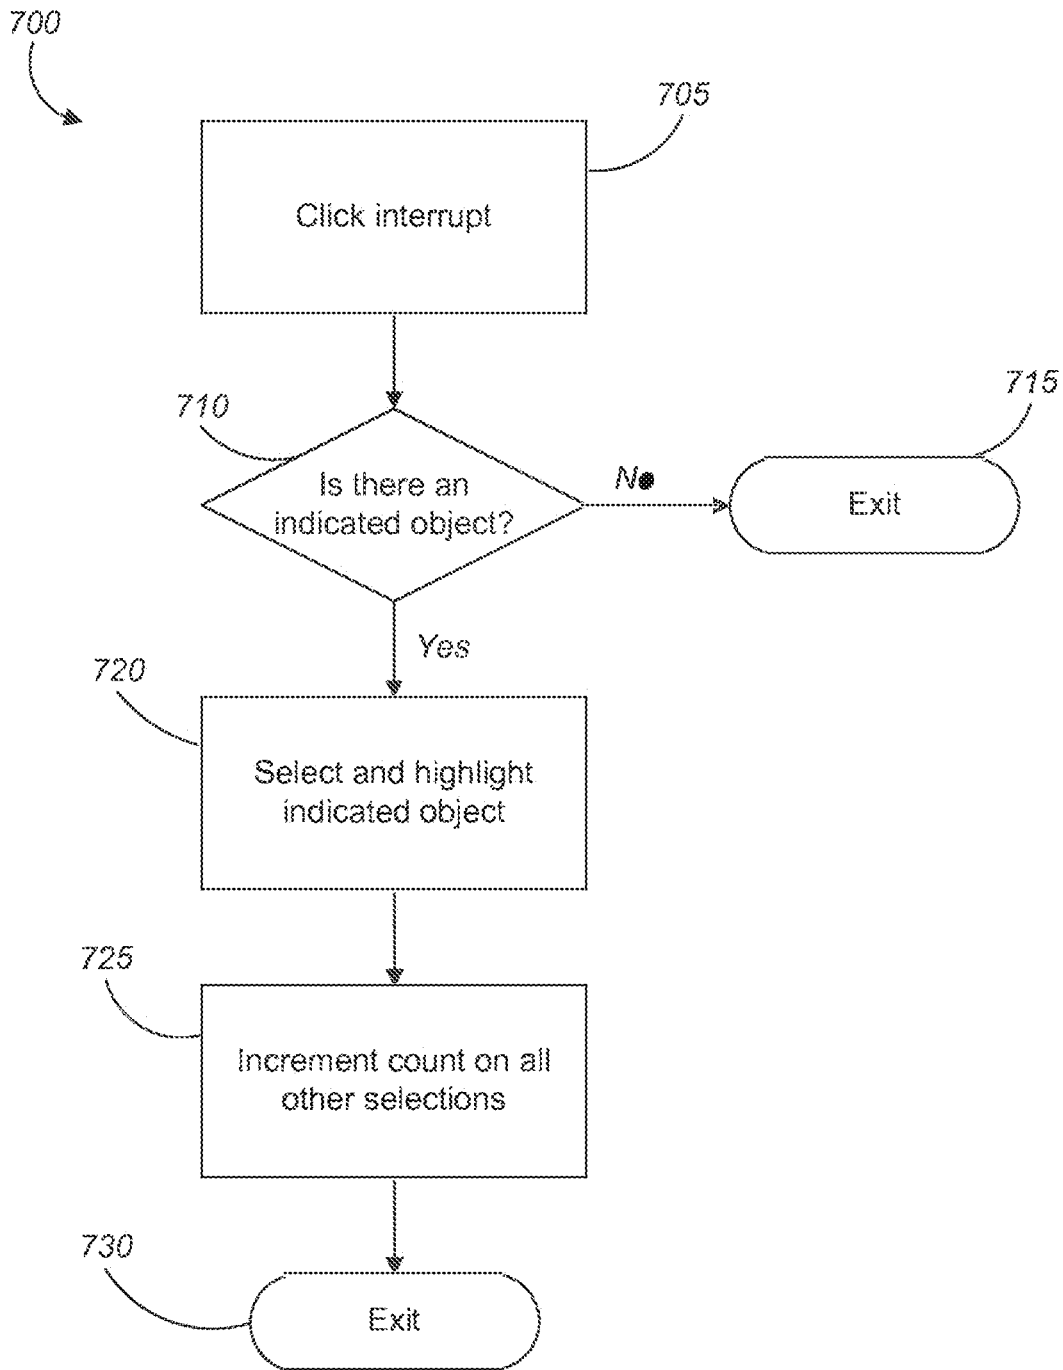 700
705
Click interrupt
710
715
Is there an
indicated object?
No
Exit
Yes
720
Select and highlight
indicated object
725
Increment count on all
other selections
730
Exit